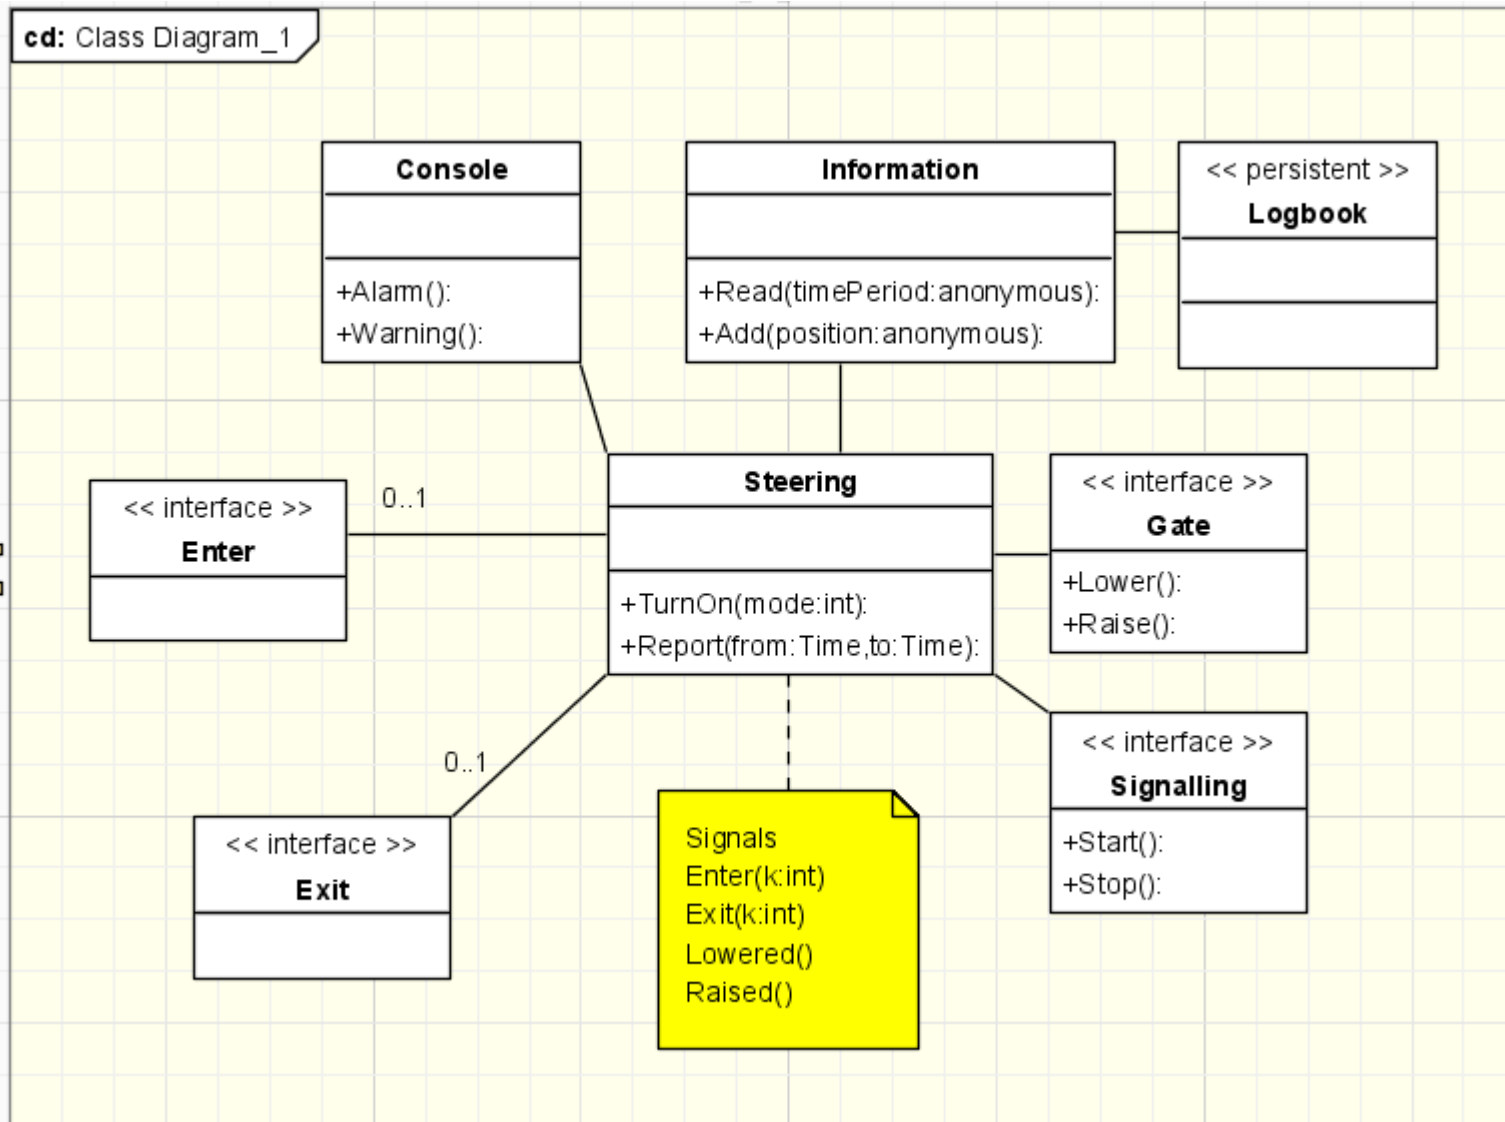 cd: Class Diagram_1
Console
+Alarm():
+Warning():
Information
+Read(timePeriod:anonymous):
+Add(position:anonymous):
<< persistent >>
Logbook
<< interface >>
Enter
0..1
Steering
+TurnOn(mode:int):
+Report(from:Time,to:Time):
<< interface >>
Gate
+Lower():
+Raise():
0..1
<< interface >>
Exit
Signals
Enter(k:int)
Exit(k:int)
Lowered()
Raised()
<< interface >>
Signalling
+Start():
+Stop():